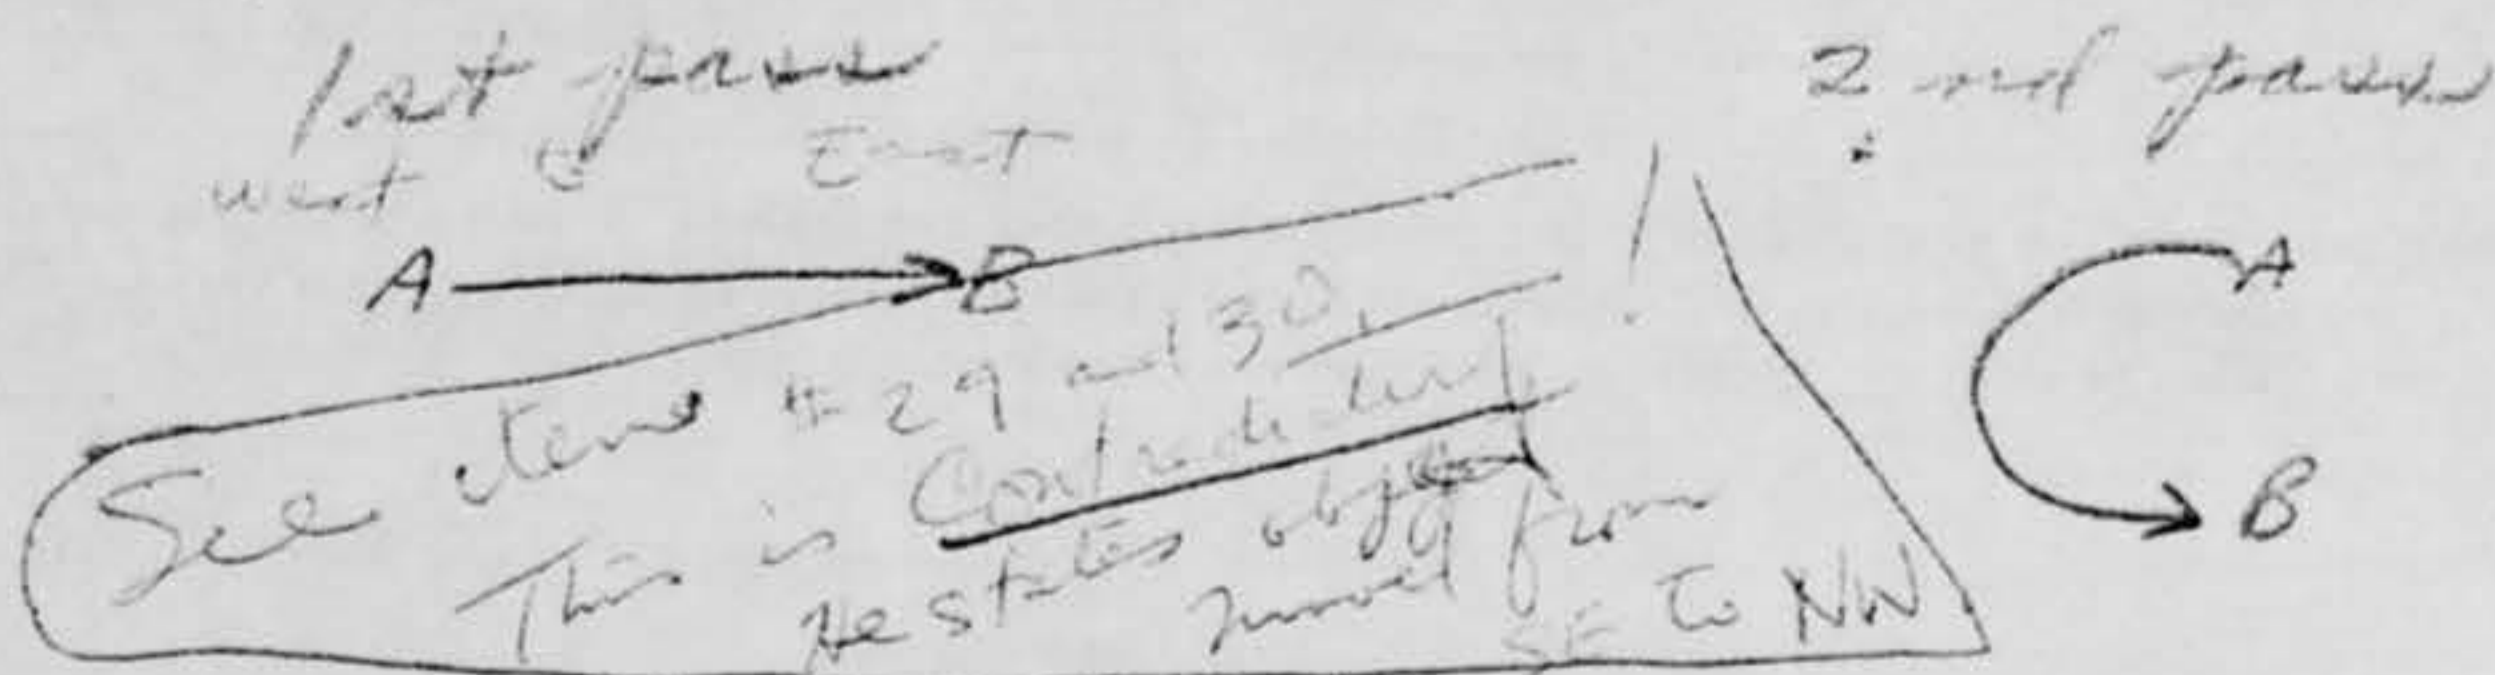 1st pass
2nd pass
west to East
A B
A
B
See items # 29 and 30
This is Contradictory !
He states object
moved from
SE To NW